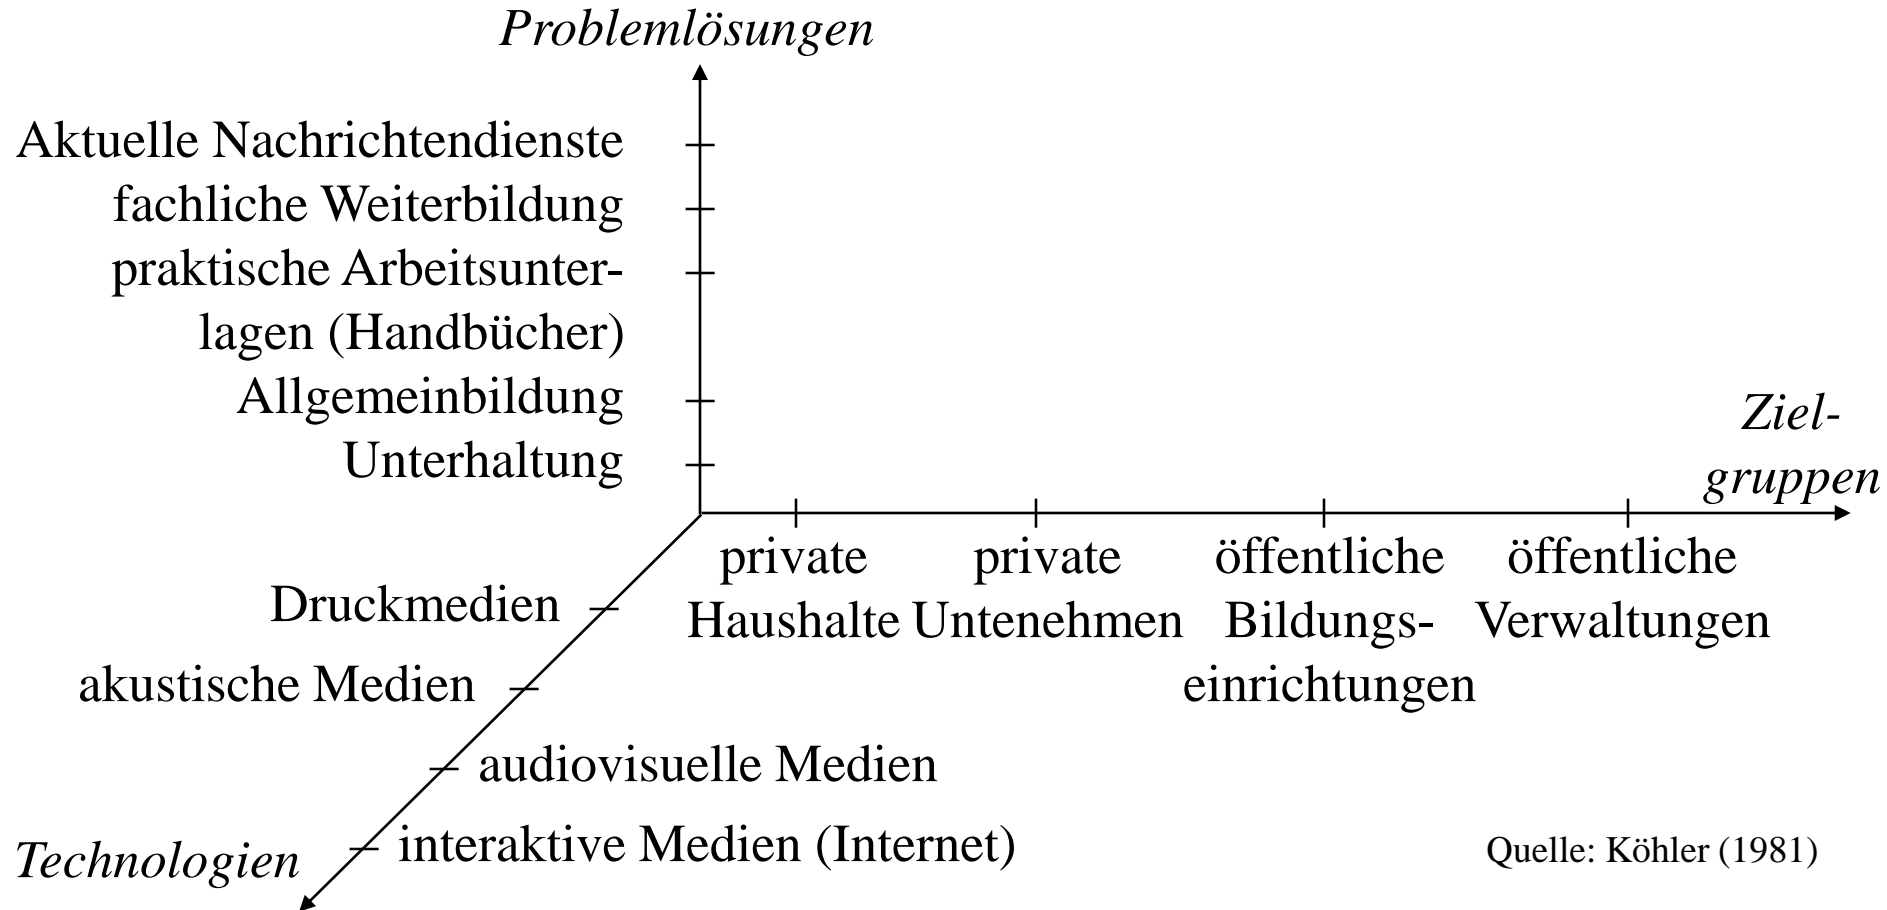 Problemlösungen
Aktuelle Nachrichtendienste
fachliche Weiterbildung
praktische Arbeitsunter-
lagen (Handbücher)
Allgemeinbildung
Unterhaltung
Ziel-
gruppen
private
Haushalte
private
Untenehmen
öffentliche
Bildungs-
einrichtungen
öffentliche
Verwaltungen
Druckmedien
akustische Medien
audiovisuelle Medien
interaktive Medien (Internet)
Technologien
Quelle: Köhler (1981)